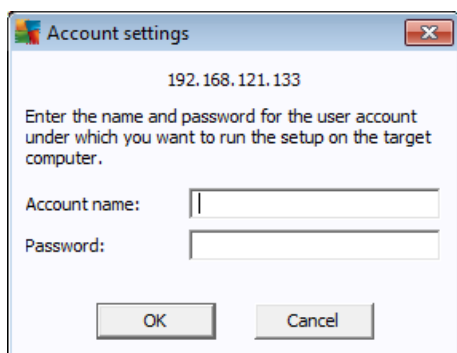 Account settings
192.168.121.133
Enter the name and password for the user account
under which you want to run the setup on the target
computer.
Account name:
Password:
OK
Cancel